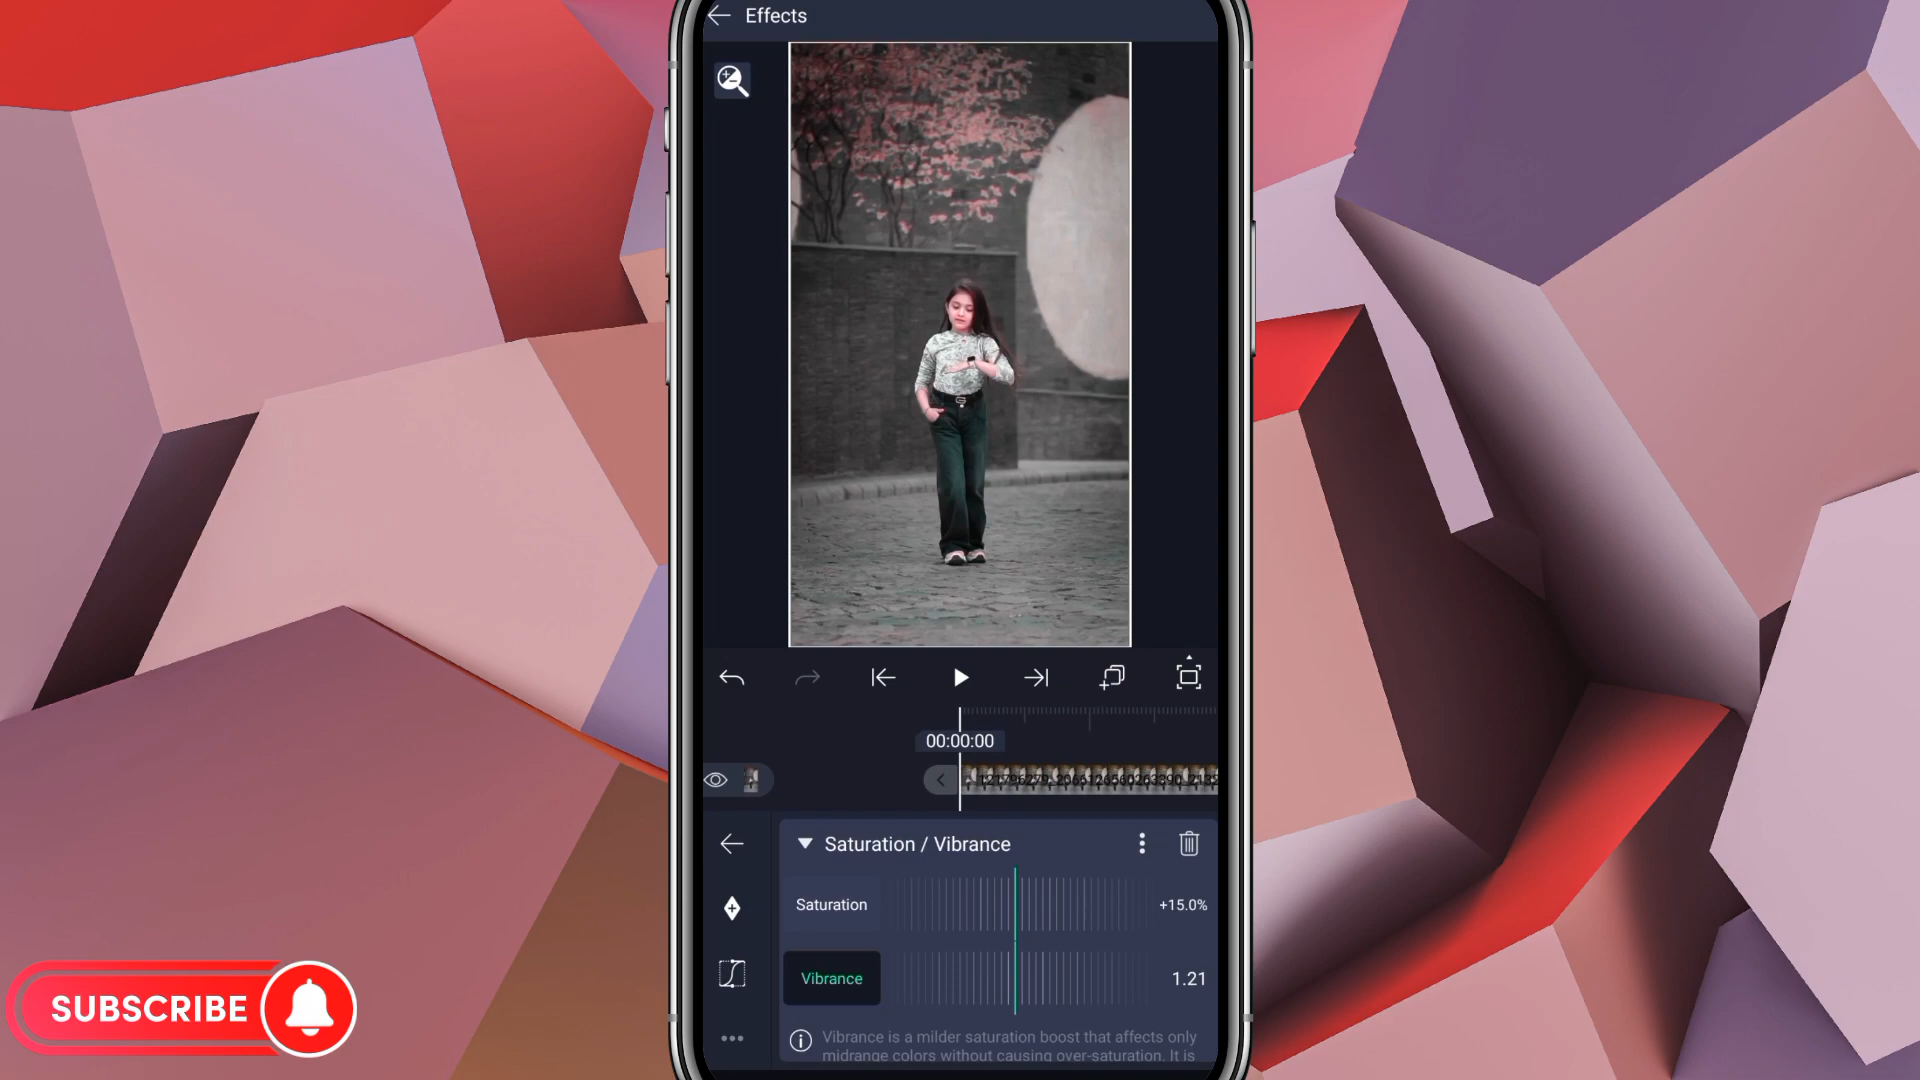 Effects
00:00:00
Saturation / Vibrance
Saturation
+15.0%
Vibrance
1.21
Vibrance is a milder saturation boost that affects only
midrange colors without causing over-saturation. It is
SUBSCRIBE